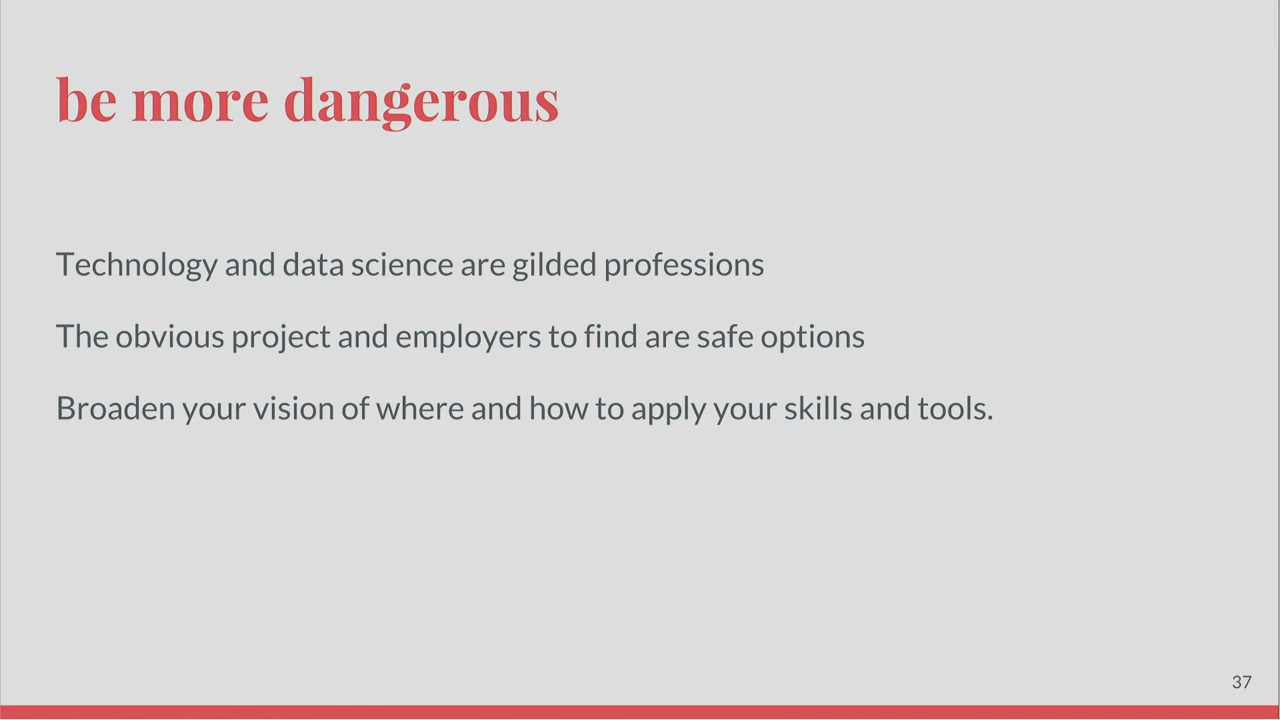 be more dangerous
Technology and data science are gilded professions
The obvious project and employers to find are safe options
Broaden your vision of where and how to apply your skills and tools.
37